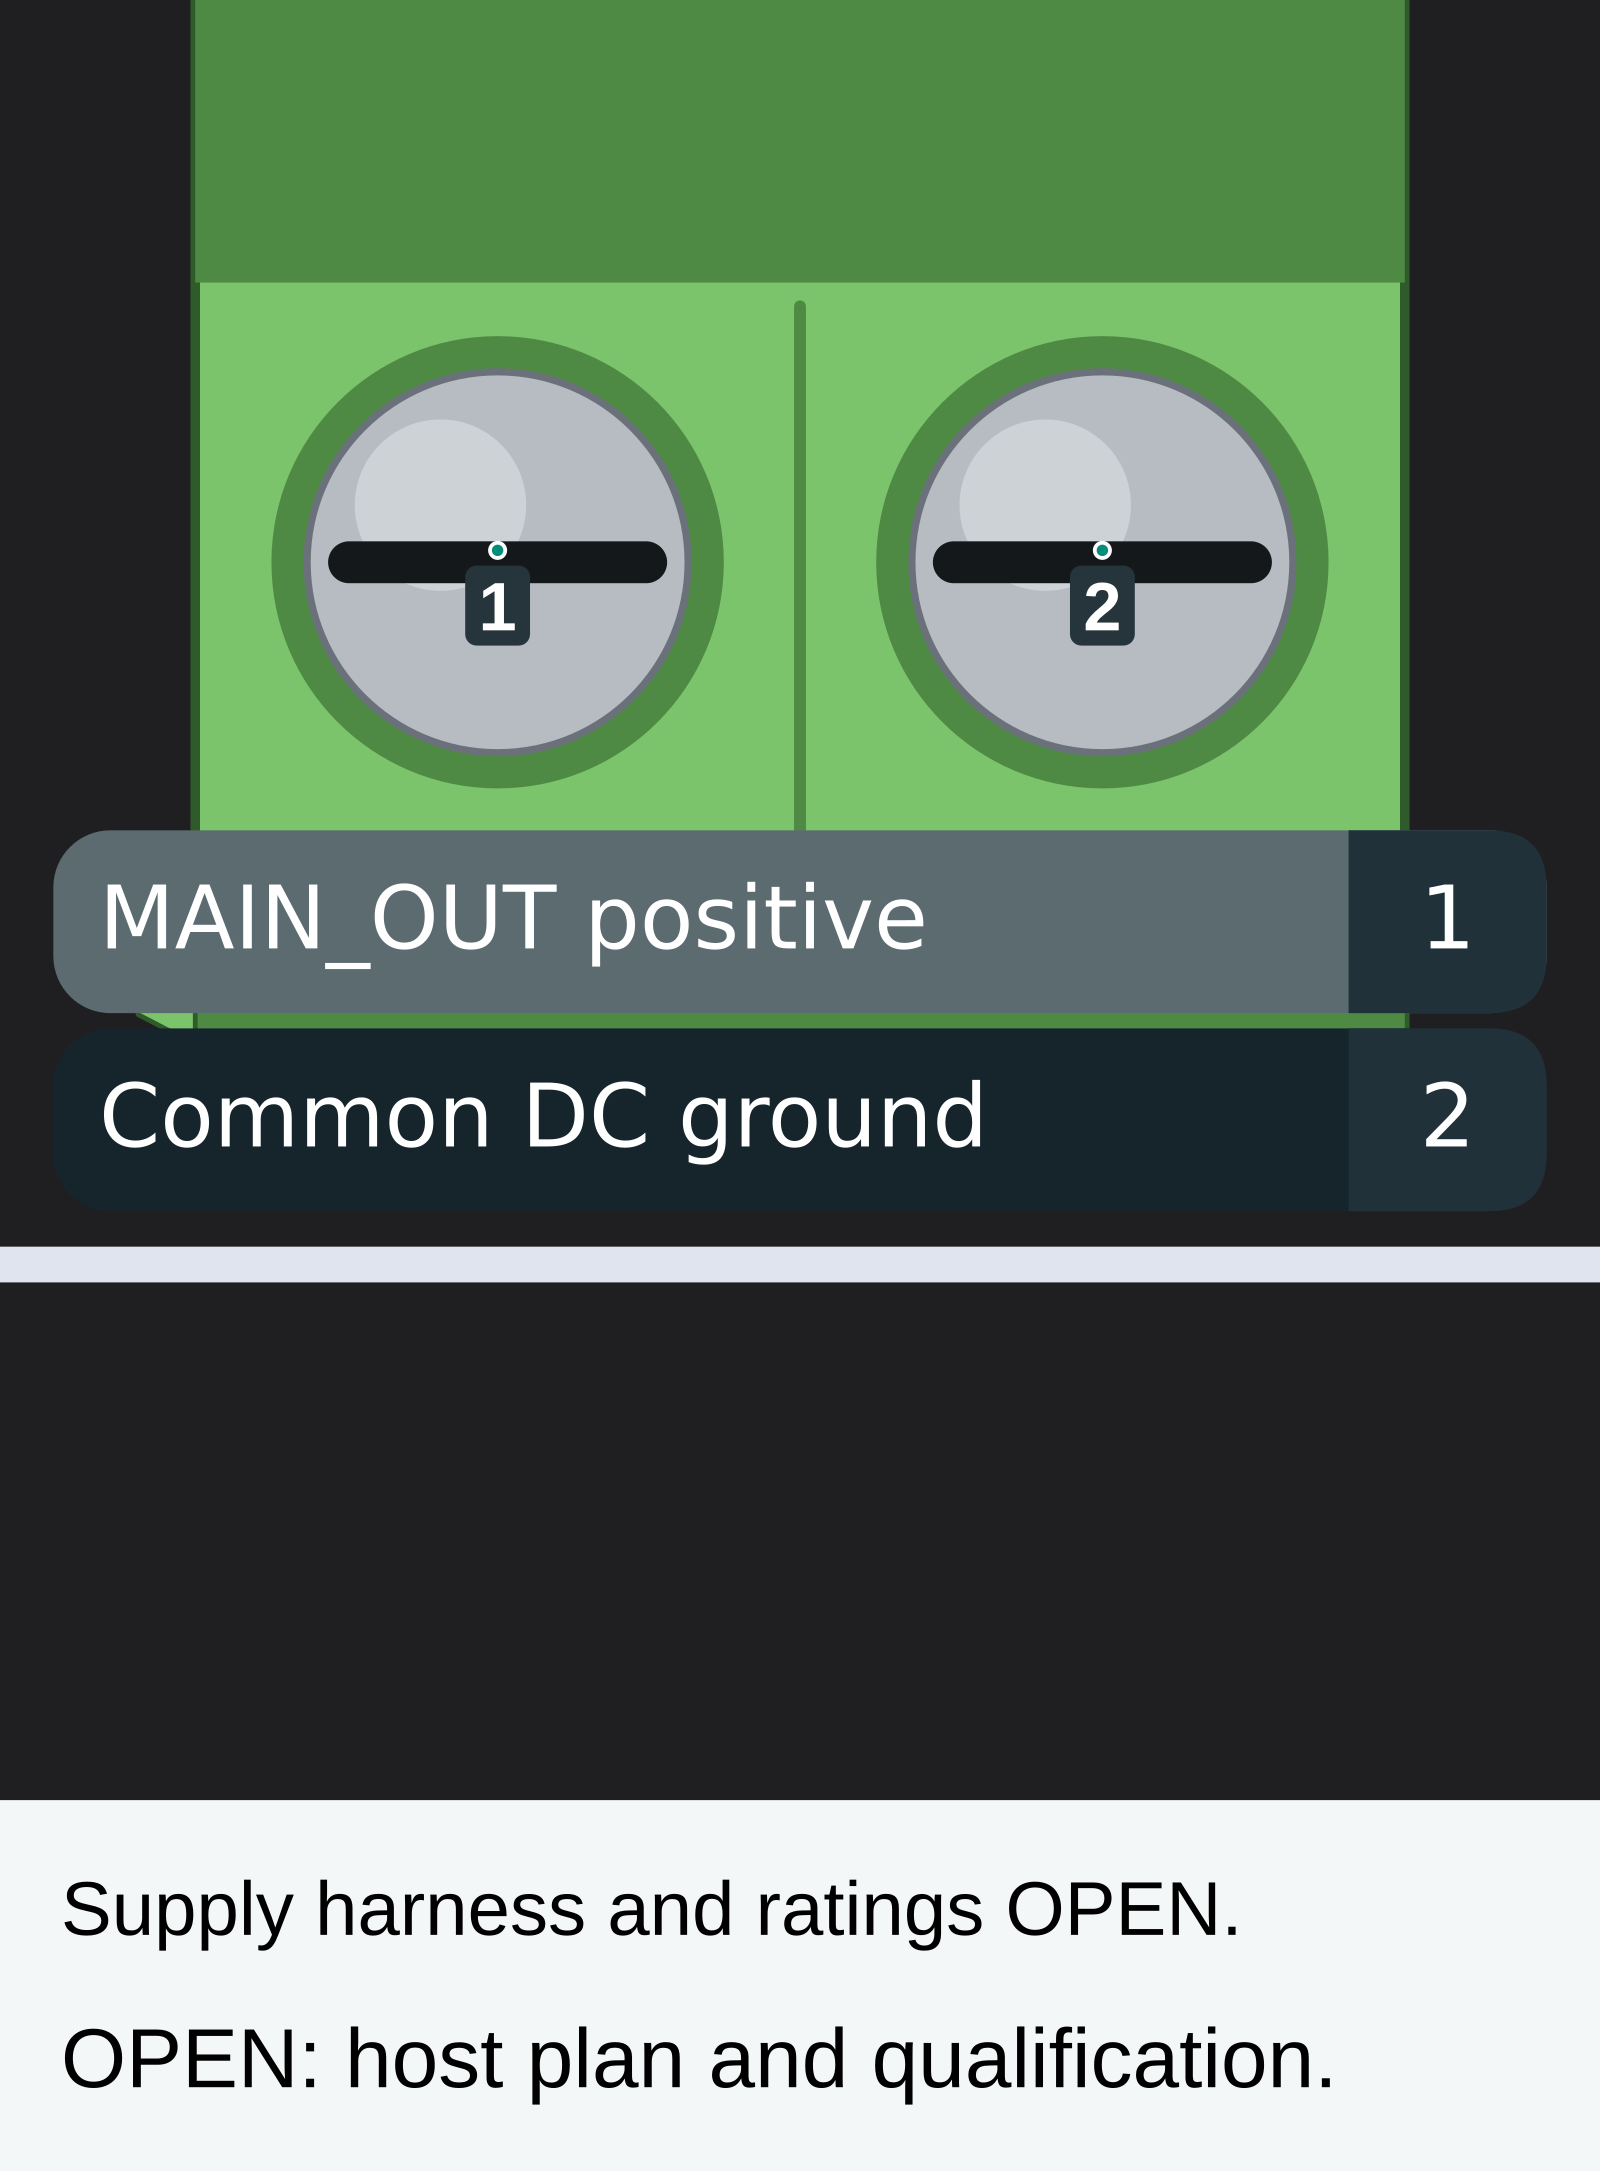 1 2
MAIN_OUT positive 1
Common DC ground 2
Supply harness and ratings OPEN.
OPEN: host plan and qualification.